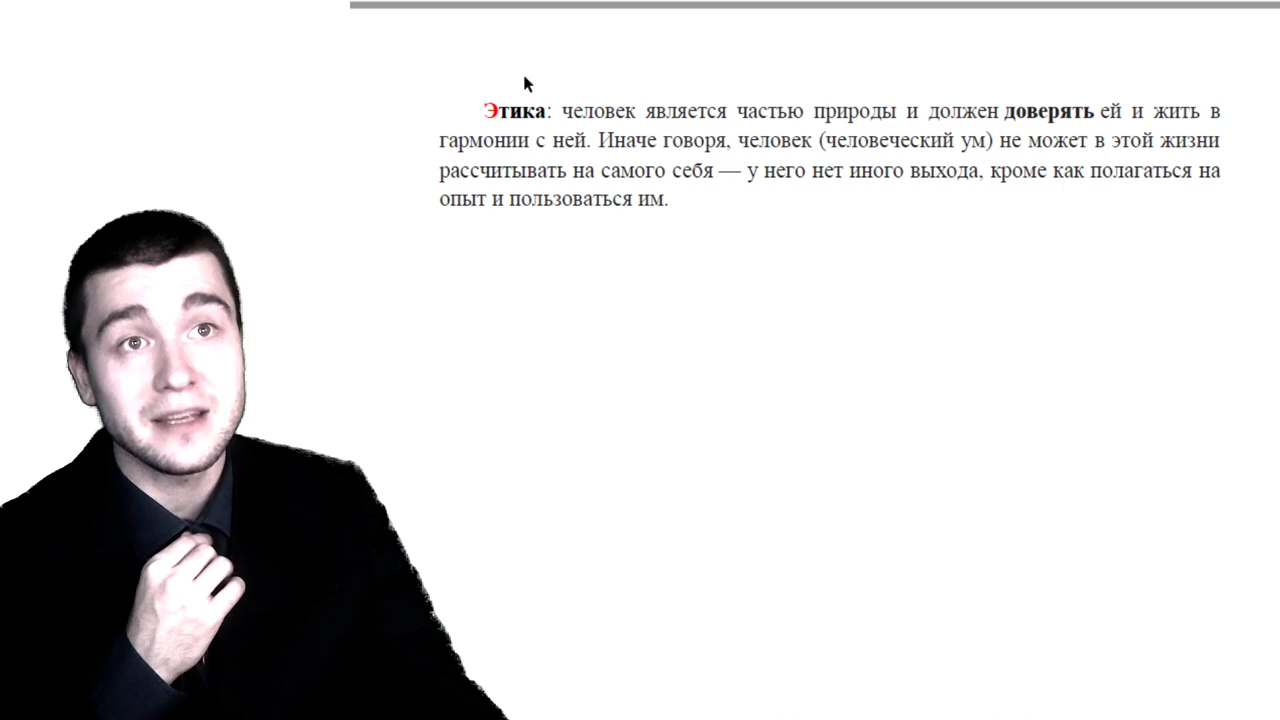 Этика: человек является частью природы и должен доверять ей и жить в
гармонии с ней. Иначе говоря, человек (человеческий ум) не может в этой жизни
рассчитывать на самого себя — у него нет иного выхода, кроме как полагаться на
опыт и пользоваться им.